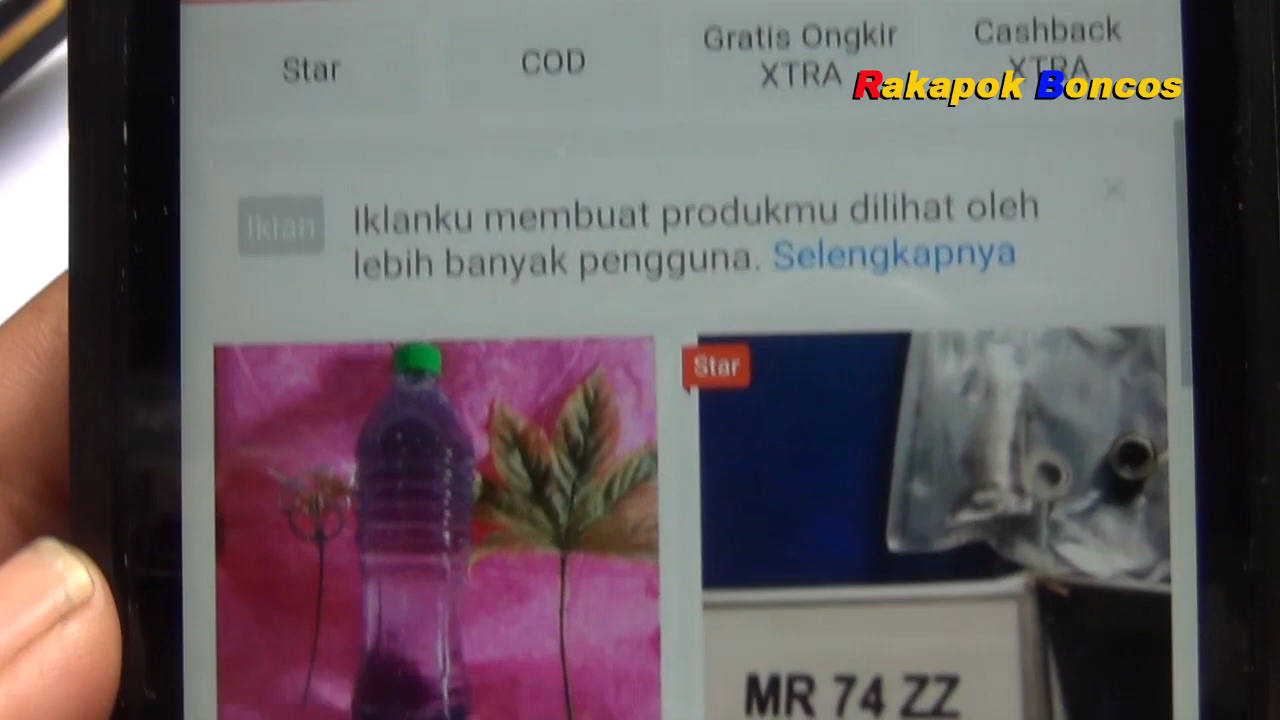 Star
COD
Gratis Ongkir
XTRA
Cashback
XTRA
Rakapok Boncos
Iklan
Iklanku membuat produkmu dilihat oleh
lebih banyak pengguna. Selengkapnya
Star
MR 74 ZZ